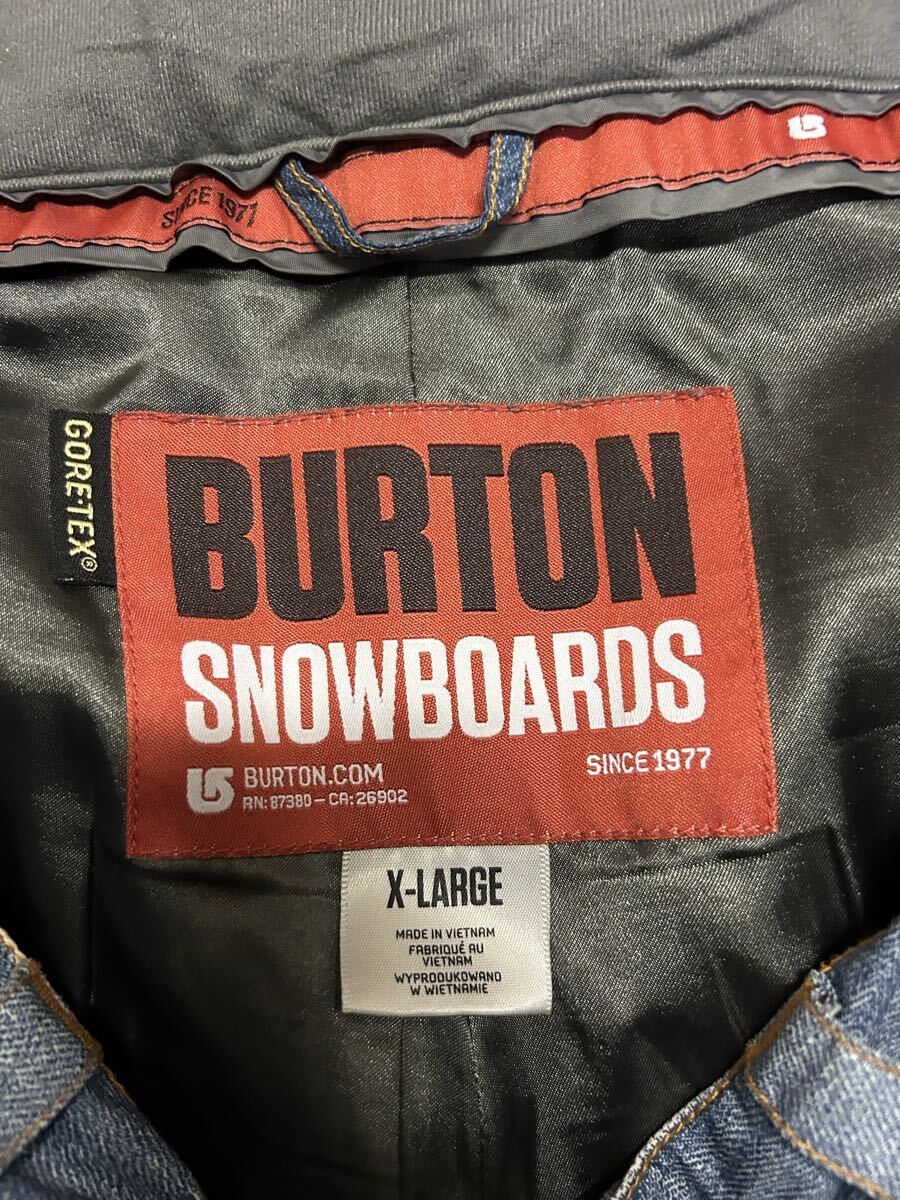 SINCE 1977
GORE-TEX®
BURTON
SNOWBOARDS
BURTON.COM
RN: 87380 - CA: 26902
SINCE 1977
X-LARGE
MADE IN VIETNAM
FABRIQUÉ AU
VIETNAM
WYPRODUKOWANO
W WIETNAMIE